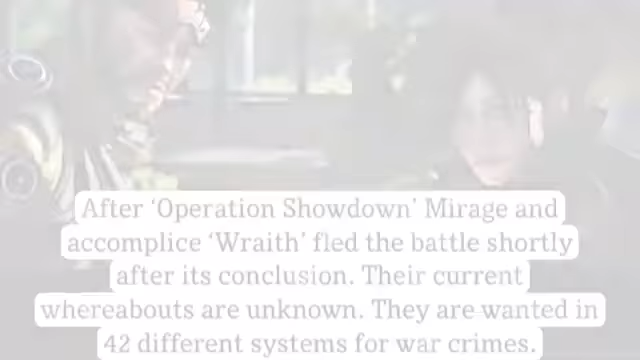 After ‘Operation Showdown’ Mirage and
accomplice ‘Wraith’ fled the battle shortly
after its conclusion. Their current
whereabouts are unknown. They are wanted in
42 different systems for war crimes.